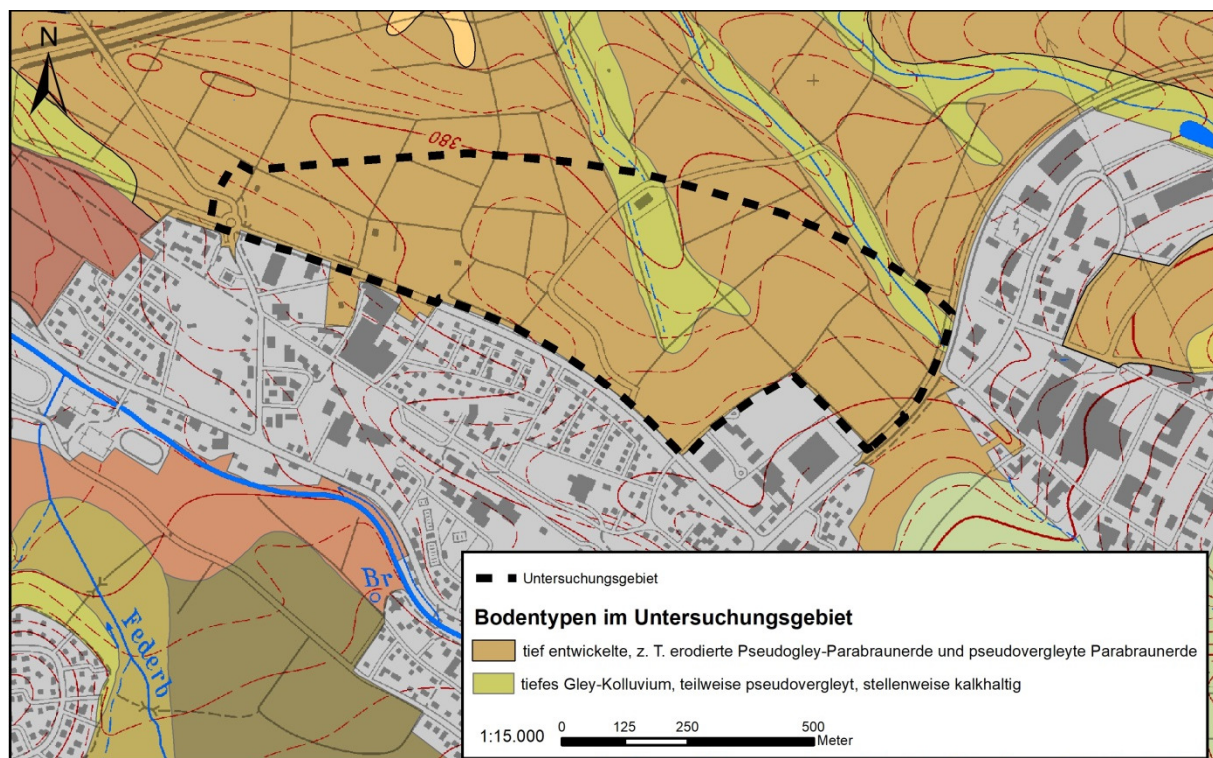 N
380
Br
Federb
Untersuchungsgebiet
Bodentypen im Untersuchungsgebiet
tief entwickelte, z. T. erodierte Pseudogley-Parabraunerde und pseudovergleyte Parabraunerde
tiefes Gley-Kolluvium, teilweise pseudovergleyt, stellenweise kalkhaltig
1:15.000 0 125 250 500
Meter